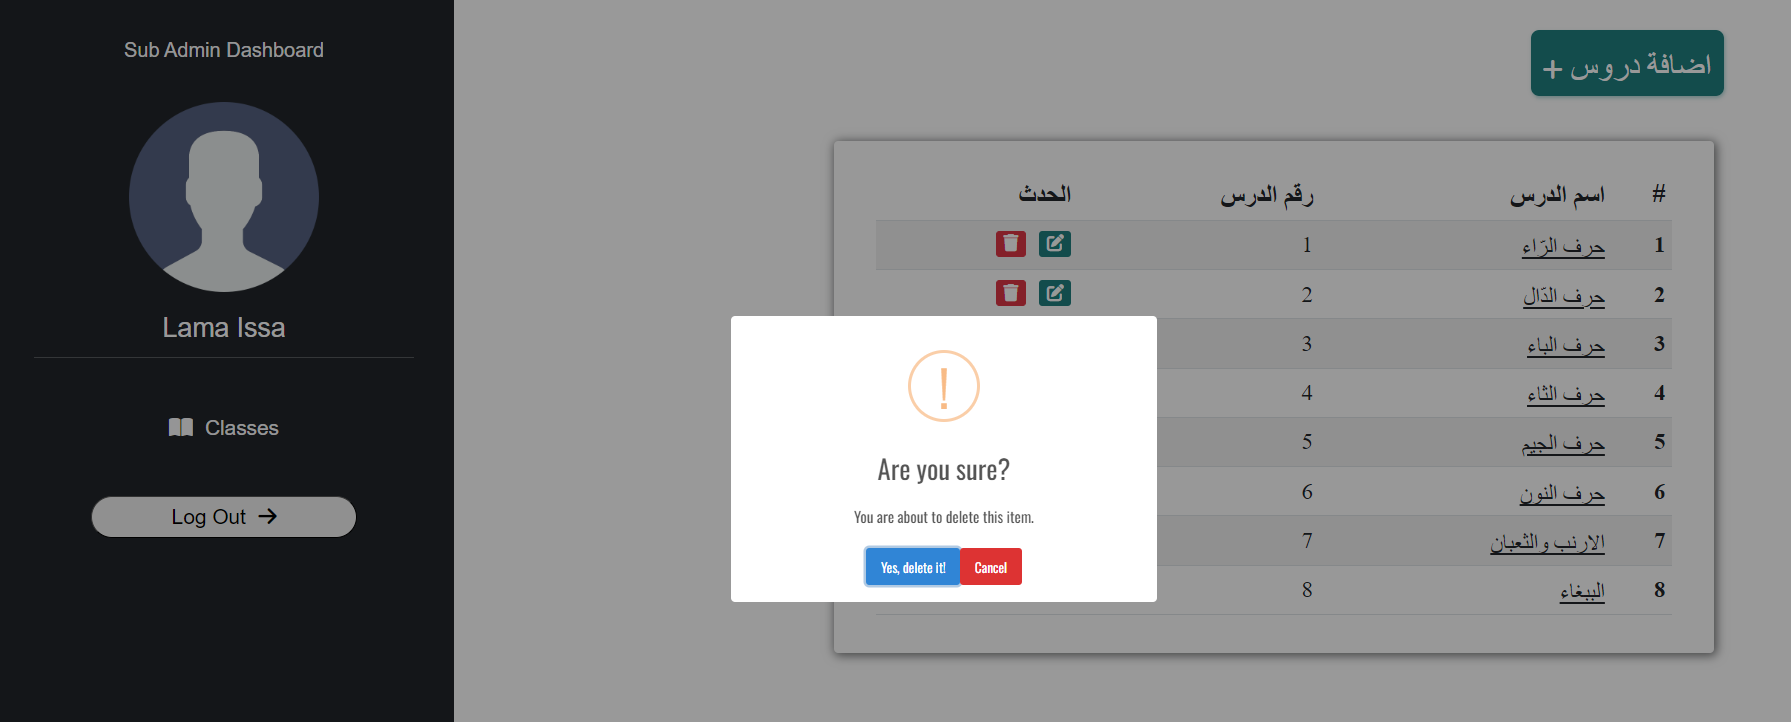 Sub Admin Dashboard
Lama Issa
Classes
Log Out
اضافة دروس +
# اسم الدرس رقم الدرس الحدث
1 حرف الرّاء 1
2 حرف الدّال 2
3 حرف الباء 3
4 حرف الثاء 4
5 حرف الجيم 5
6 حرف النون 6
7 الارنب والثعبان 7
8 الببغاء 8
!
Are you sure?
You are about to delete this item.
Yes, delete it! Cancel